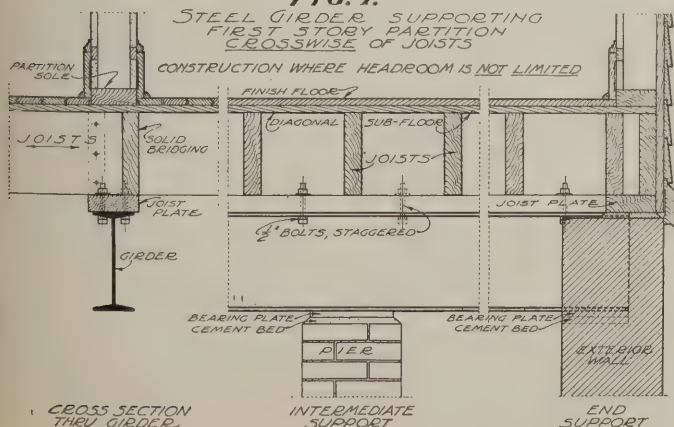 FIG. 1.
STEEL GIRDER SUPPORTING
FIRST STORY PARTITION
CROSSWISE OF JOISTS
CONSTRUCTION WHERE HEADROOM IS NOT LIMITED
PARTITION
SOLE
FINISH FLOOR
DIAGONAL
SUB-FLOOR
JOISTS
SOLID
BRIDGING
JOISTS
JOIST
PLATE
JOIST PLATE
½" BOLTS, STAGGERED
GIRDER
BEARING PLATE
CEMENT BED
BEARING PLATE
CEMENT BED
PIER
EXTERIOR
WALL
CROSS SECTION
THRU GIRDER
INTERMEDIATE
SUPPORT
END
SUPPORT